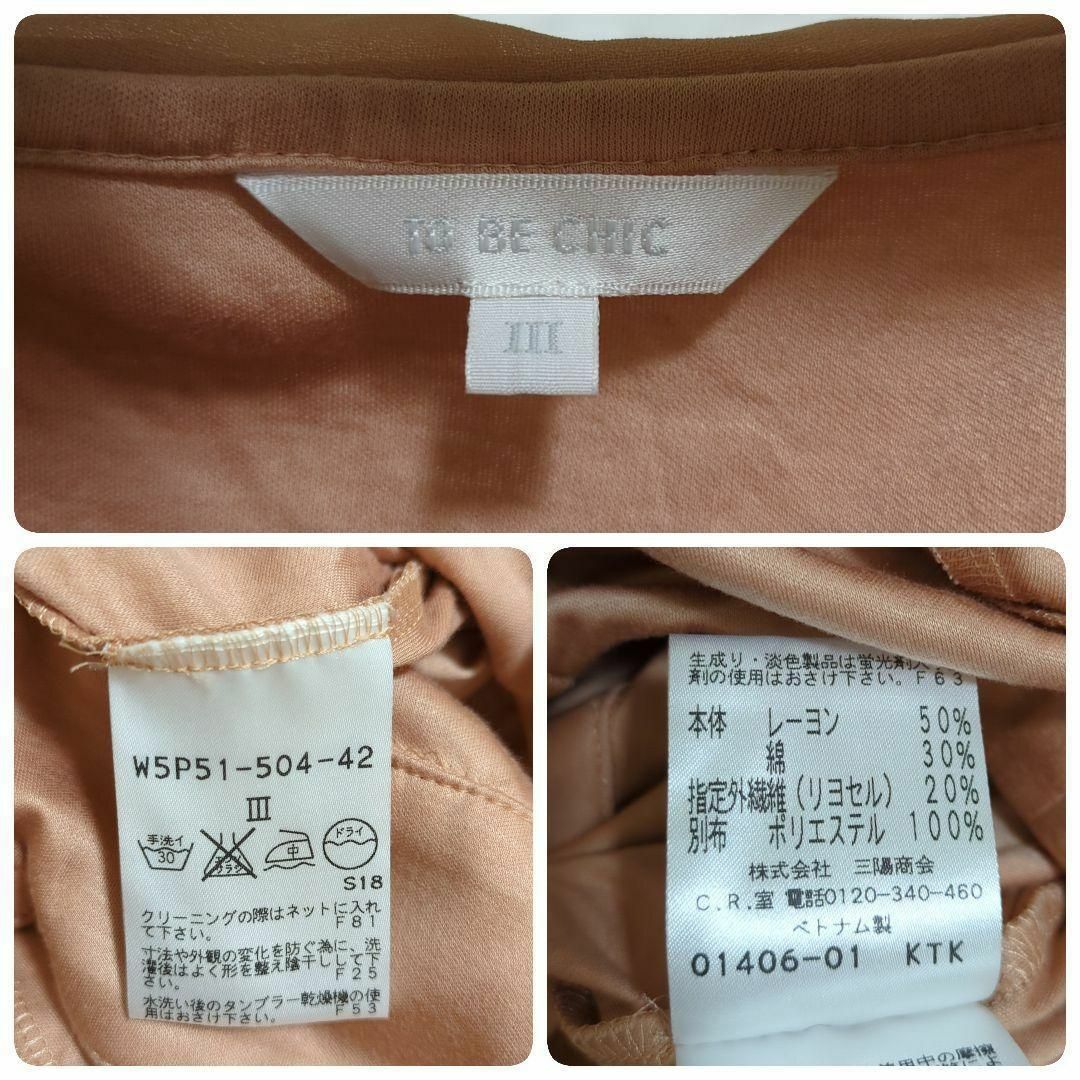 TO BE CHIC
III
W5P51-504-42
III
手洗イ
30
エンソ
サラシ
中
ドライ
S18
クリーニングの際はネットに入れ
て下さい。 F81
寸法や外観の変化を防ぐ為に、洗
濯後はよく形を整え陰干しして下
さい。 F25
水洗い後のタンブラー乾燥機の使
用はおさけ下さい。 F53
生成り・淡色製品は蛍光剤入
剤の使用はおさけ下さい。F63
本体 レーヨン 50%
綿 30%
指定外繊維(リヨセル) 20%
別布 ポリエステル 100%
株式会社 三陽商会
C.R.室 電話0120-340-460
ベトナム製
01406-01 KTK